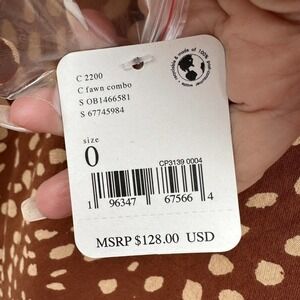 C 2200
C fawn combo
S OB1466581
S 67745984
size
0
CP3139 0004
1 96347 67566 4
MSRP $128.00 USD